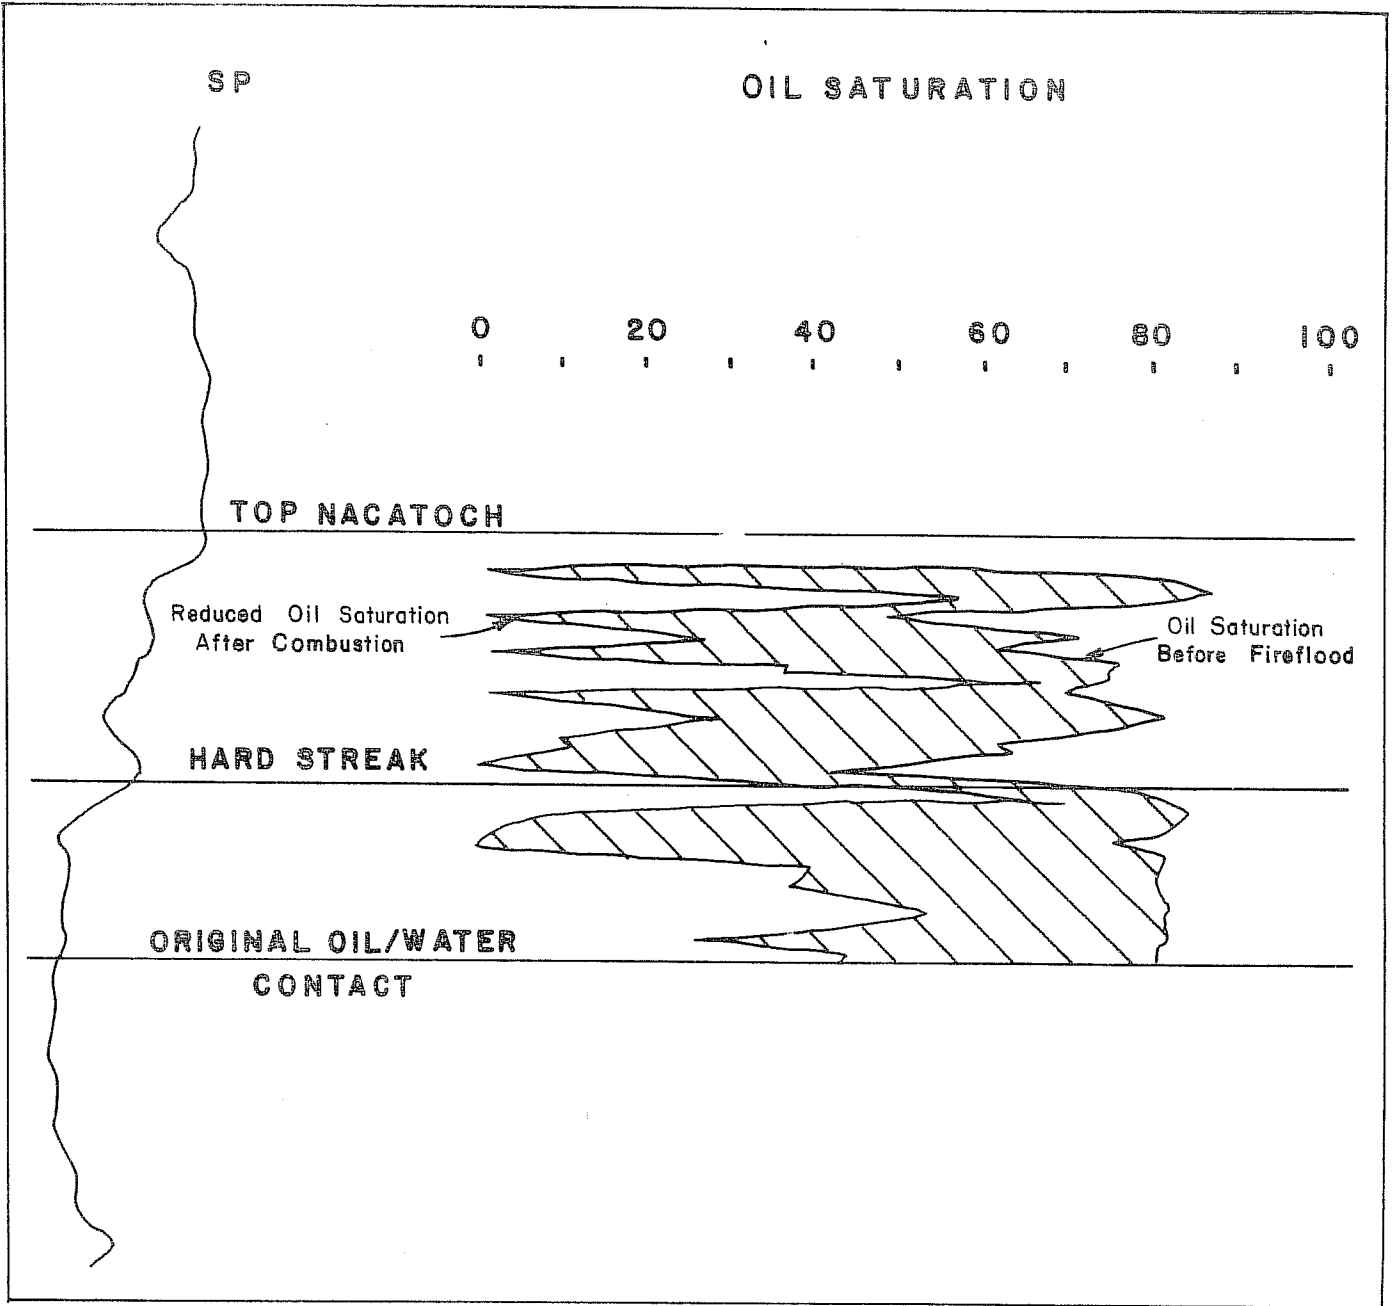 SP
OIL SATURATION
0 20 40 60 80 100
TOP NACATOCH
Reduced Oil Saturation
After Combustion
Oil Saturation
Before Fireflood
HARD STREAK
ORIGINAL OIL/WATER
CONTACT